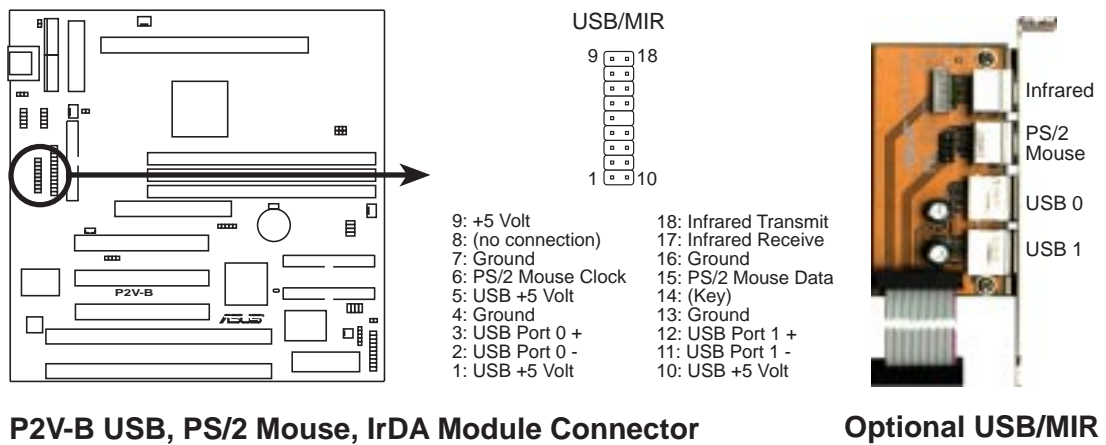 USB/MIR
9 18
1 10
9: +5 Volt
8: (no connection)
7: Ground
6: PS/2 Mouse Clock
5: USB +5 Volt
4: Ground
3: USB Port 0 +
2: USB Port 0 -
1: USB +5 Volt
18: Infrared Transmit
17: Infrared Receive
16: Ground
15: PS/2 Mouse Data
14: (Key)
13: Ground
12: USB Port 1 +
11: USB Port 1 -
10: USB +5 Volt
P2V-B
ASUS
Infrared
PS/2
Mouse
USB 0
USB 1
P2V-B USB, PS/2 Mouse, IrDA Module Connector
Optional USB/MIR